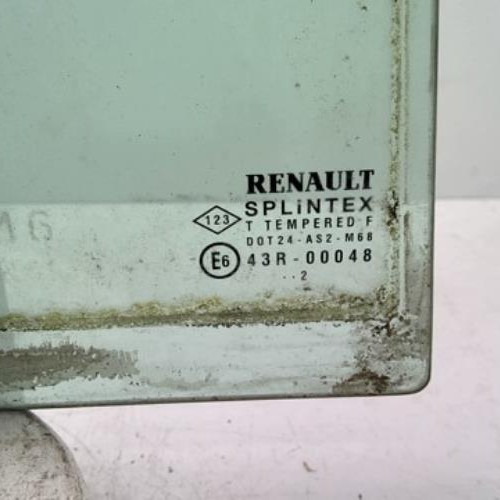 RENAULT
SPLiNTEX
123
T TEMPERED F
DOT24-AS2-M68
E6 43R-00048
..2